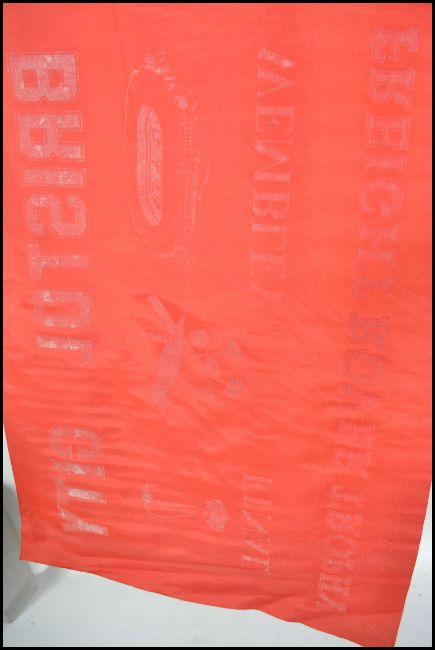 FREIGHT ROVER TROPHY
WEMBLEY FINAL
BRISTOL CITY